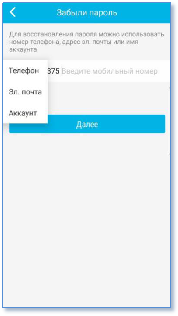 Забыли пароль
Для восстановления пароля можно использовать
номер телефона, адрес эл. почты или имя
аккаунта
Телефон 375 Введите мобильный номер
Эл. почта
Аккаунт
Далее